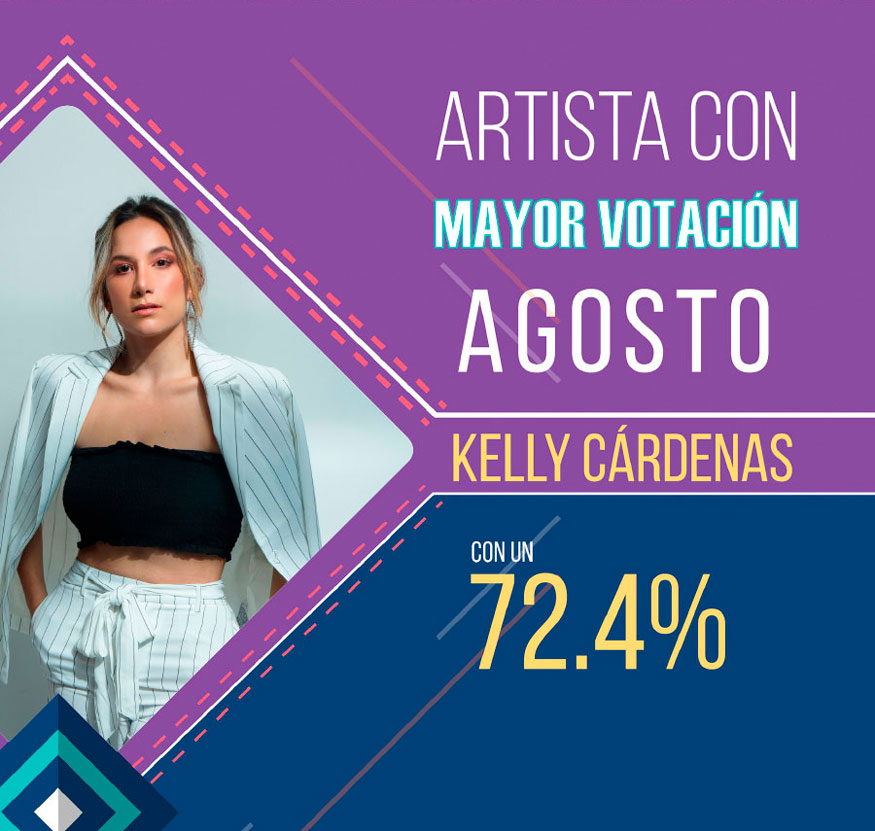 ARTISTA CON
MAYOR VOTACIÓN
AGOSTO
KELLY CÁRDENAS
CON UN
72.4%